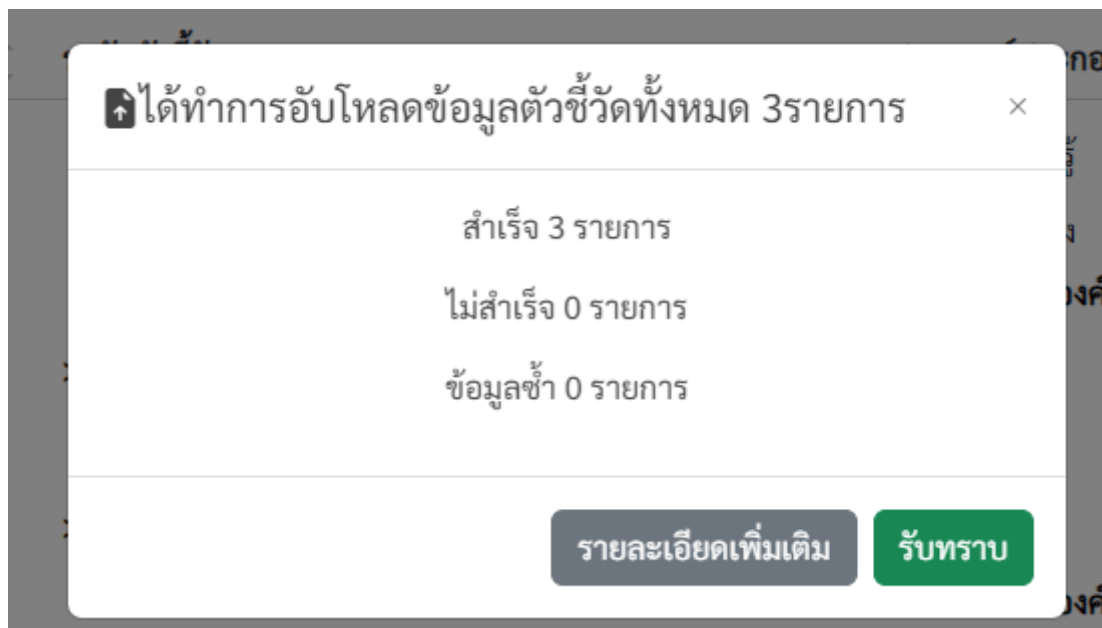 ได้ทำการอับโหลดข้อมูลตัวชี้วัดทั้งหมด 3รายการ
สำเร็จ 3 รายการ
ไม่สำเร็จ 0 รายการ
ข้อมูลซ้ำ 0 รายการ
รายละเอียดเพิ่มเติม
รับทราบ